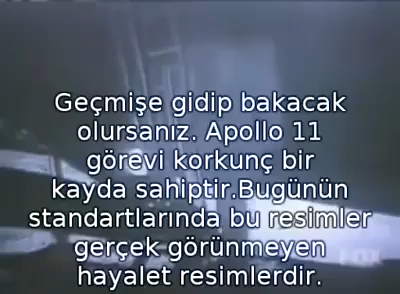 Geçmişe gidip bakacak
olursanız. Apollo 11
görevi korkunç bir
kayda sahiptir.Bugünün
standartlarında bu resimler
gerçek görünmeyen
hayalet resimlerdir.